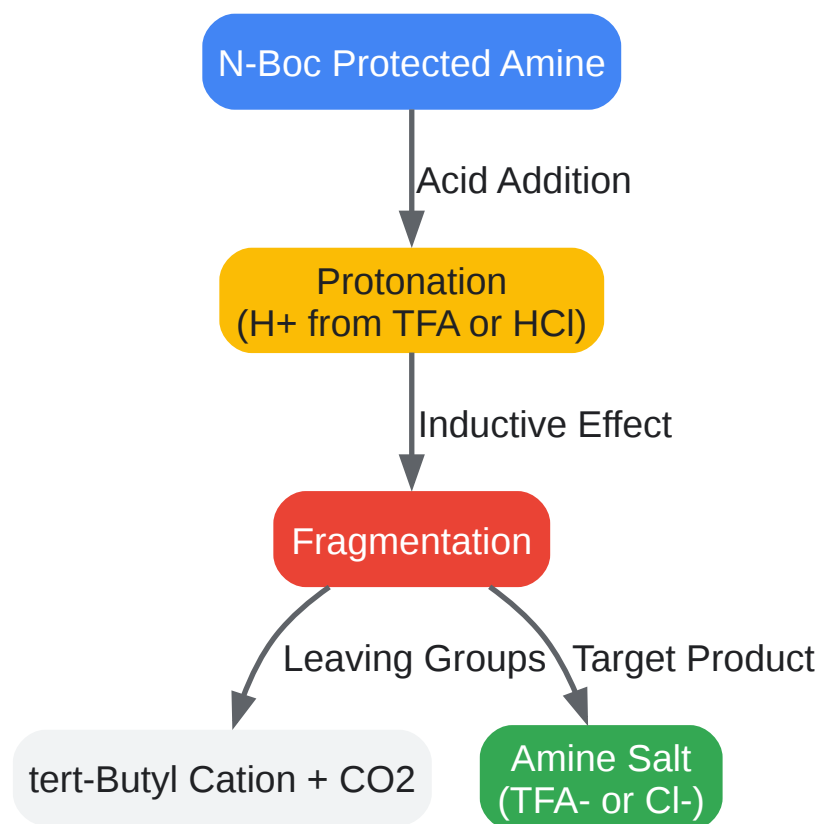 N-Boc Protected Amine
Acid Addition
Protonation
(H+ from TFA or HCl)
Inductive Effect
Fragmentation
Leaving Groups
Target Product
tert-Butyl Cation + CO2
Amine Salt
(TFA- or Cl-)